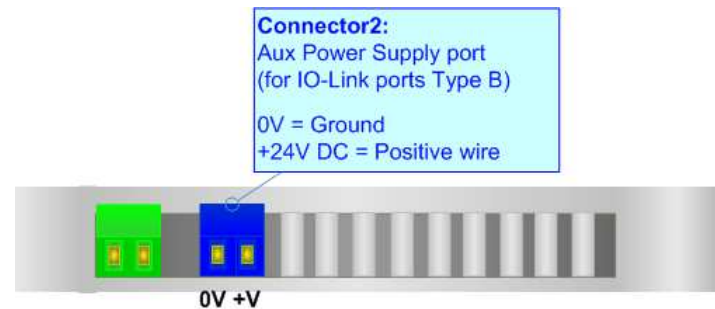 Connector2:
Aux Power Supply port
(for IO-Link ports Type B)
0V = Ground
+24V DC = Positive wire
0V +V